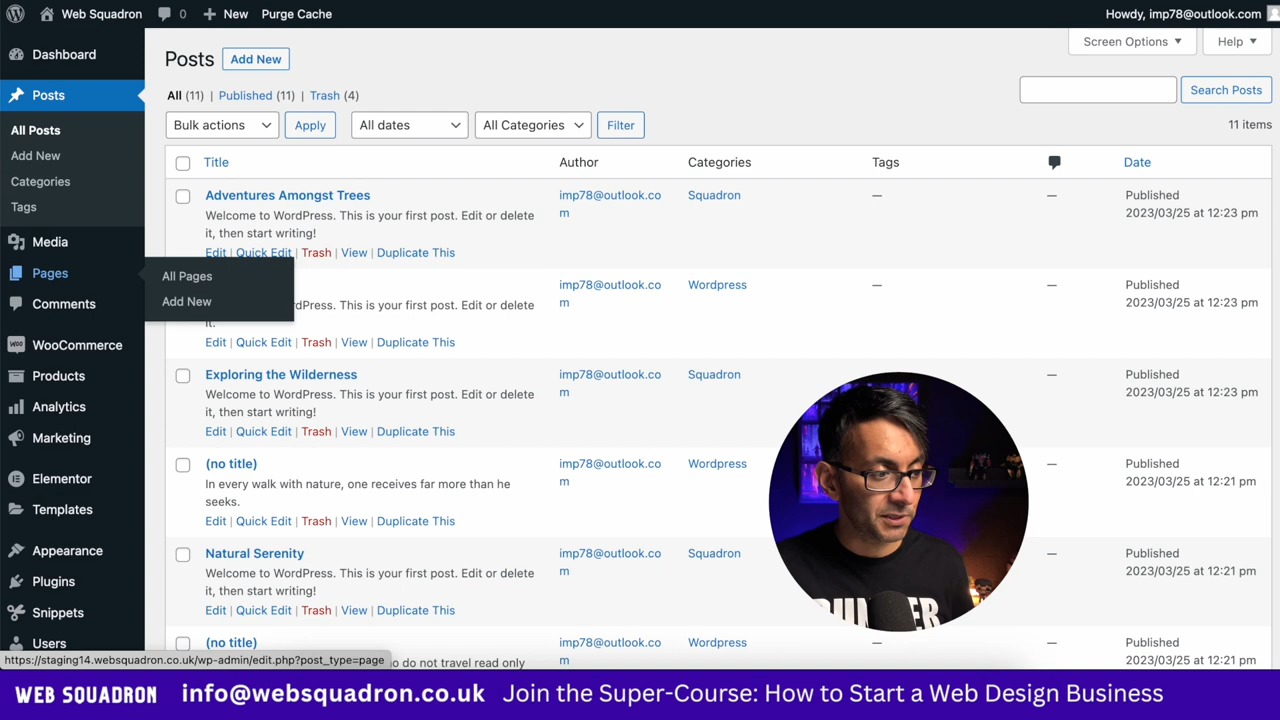 Web Squadron
0
New
Purge Cache
Howdy, imp78@outlook.com
Dashboard
Posts
All Posts
Add New
Categories
Tags
Media
Pages
All Pages
Add New
Comments
WooCommerce
Products
Analytics
Marketing
Elementor
Templates
Appearance
Plugins
Snippets
Users
Screen Options
Help
Posts
Add New
All (11) | Published (11) | Trash (4)
Search Posts
Bulk actions
Apply
All dates
All Categories
Filter
11 items
Title
Author
Categories
Tags
Date
Adventures Amongst Trees
Welcome to WordPress. This is your first post. Edit or delete
it, then start writing!
Edit | Quick Edit | Trash | View | Duplicate This
imp78@outlook.co
m
Squadron
—
—
Published
2023/03/25 at 12:23 pm
rdPress. This is your first post. Edit or delete
it.
Edit | Quick Edit | Trash | View | Duplicate This
imp78@outlook.co
m
Wordpress
—
—
Published
2023/03/25 at 12:23 pm
Exploring the Wilderness
Welcome to WordPress. This is your first post. Edit or delete
it, then start writing!
Edit | Quick Edit | Trash | View | Duplicate This
imp78@outlook.co
m
Squadron
—
Published
2023/03/25 at 12:23 pm
(no title)
In every walk with nature, one receives far more than he
seeks.
Edit | Quick Edit | Trash | View | Duplicate This
imp78@outlook.co
m
Wordpress
—
Published
2023/03/25 at 12:21 pm
Natural Serenity
Welcome to WordPress. This is your first post. Edit or delete
it, then start writing!
Edit | Quick Edit | Trash | View | Duplicate This
imp78@outlook.co
m
Squadron
—
Published
2023/03/25 at 12:21 pm
(no title)
do not travel read only
imp78@outlook.co
m
Wordpress
—
—
Published
2023/03/25 at 12:21 pm
https://staging14.websquadron.co.uk/wp-admin/edit.php?post_type=page
WEB SQUADRON
info@websquadron.co.uk
Join the Super-Course: How to Start a Web Design Business